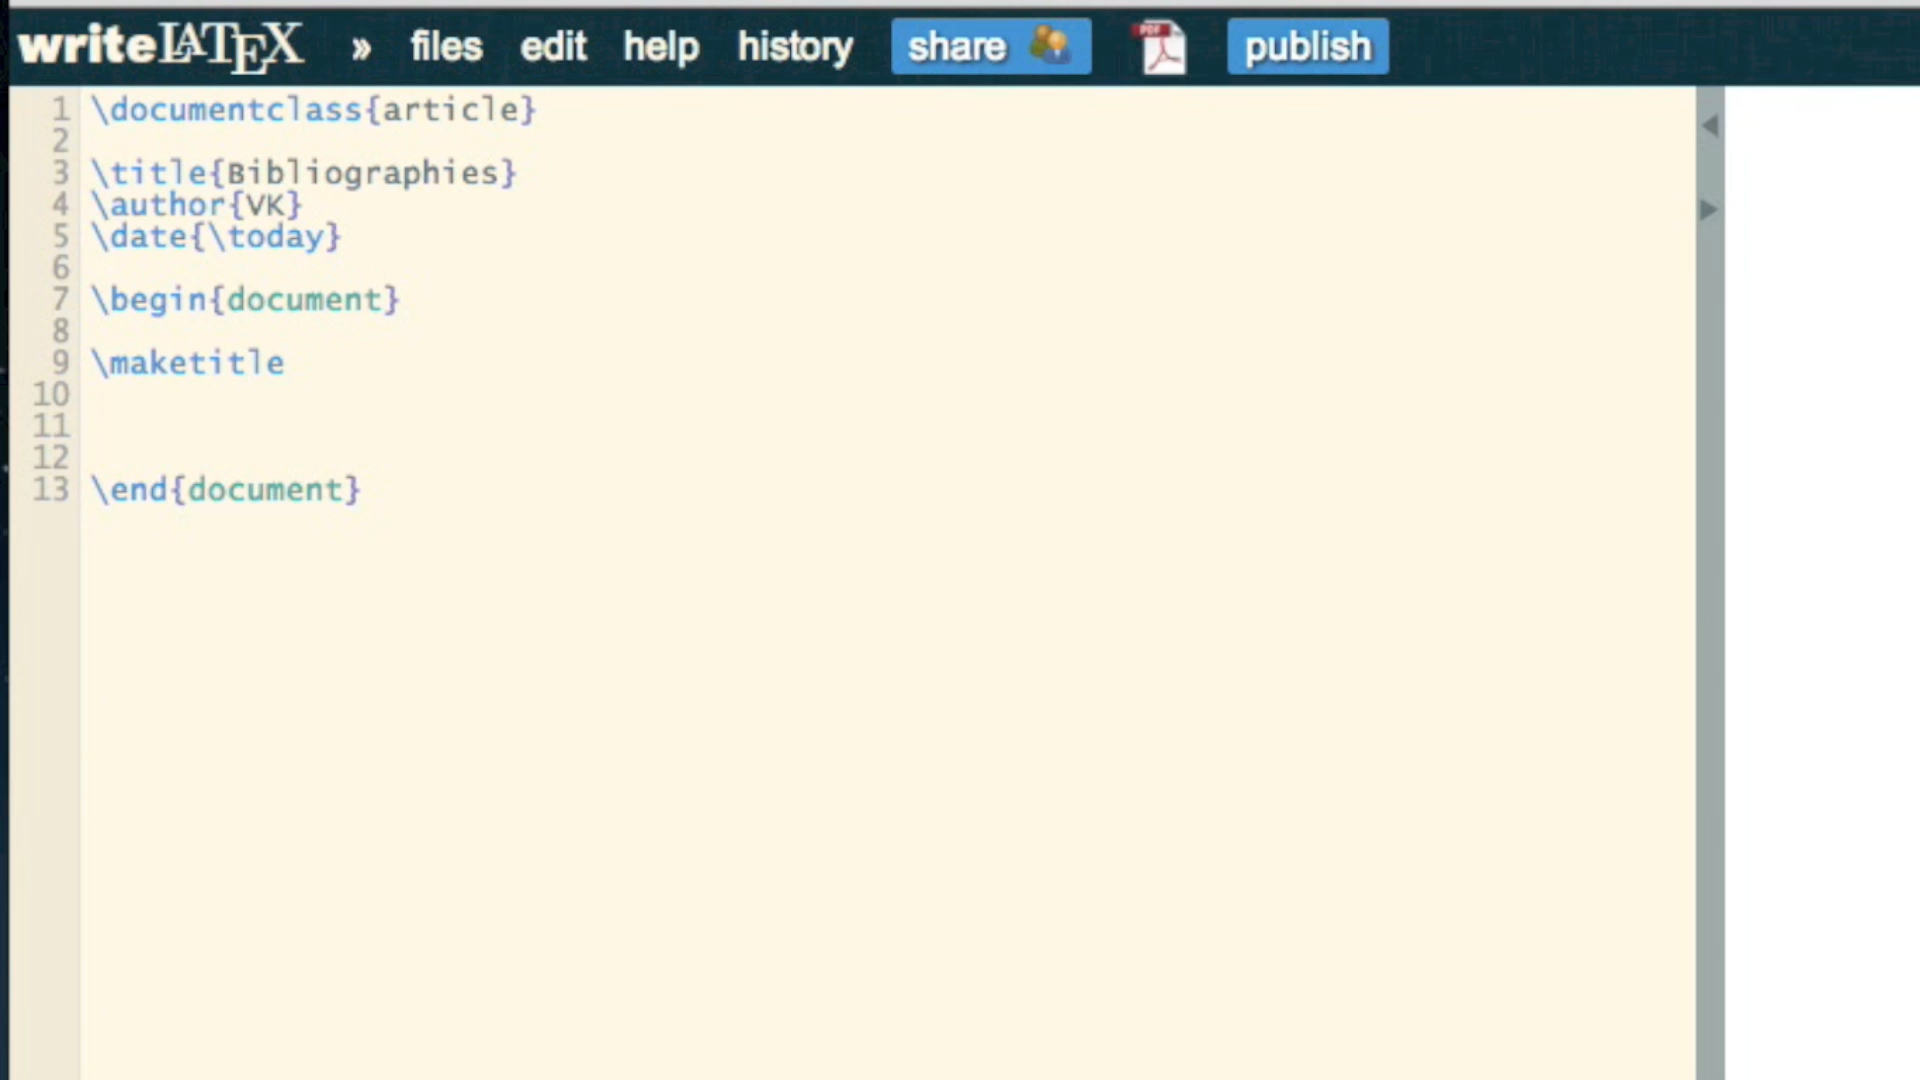 writeLATEX » files edit help history share PDF publish
1 \documentclass{article}
2
3 \title{Bibliographies}
4 \author{VK}
5 \date{\today}
6
7 \begin{document}
8
9 \maketitle
10
11
12
13 \end{document}